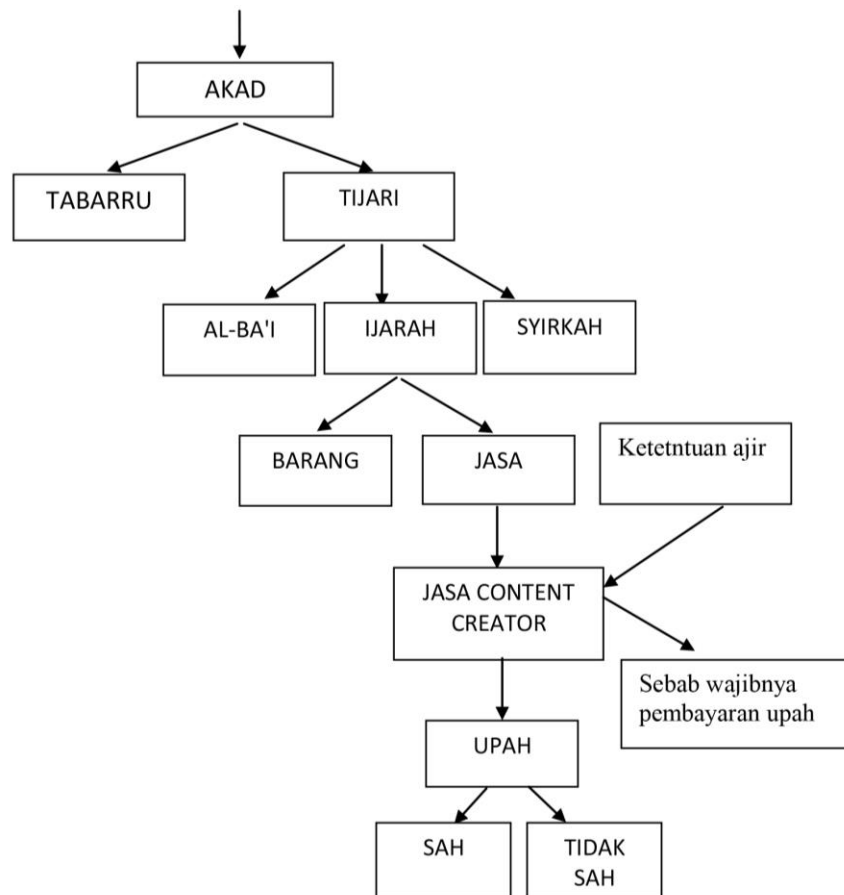 AKAD
TABARRU
TIJARI
AL-BA'I
IJARAH
SYIRKAH
BARANG
JASA
Ketetntuan ajir
JASA CONTENT
CREATOR
Sebab wajibnya
pembayaran upah
UPAH
SAH
TIDAK
SAH